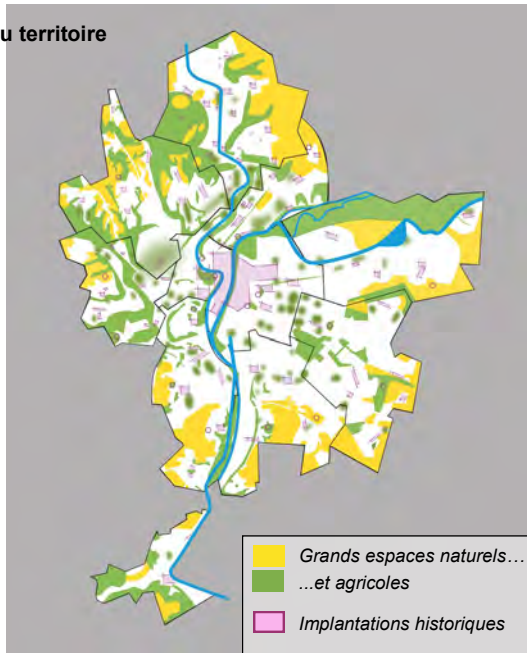 u territoire
Grands espaces naturels…
...et agricoles
Implantations historiques